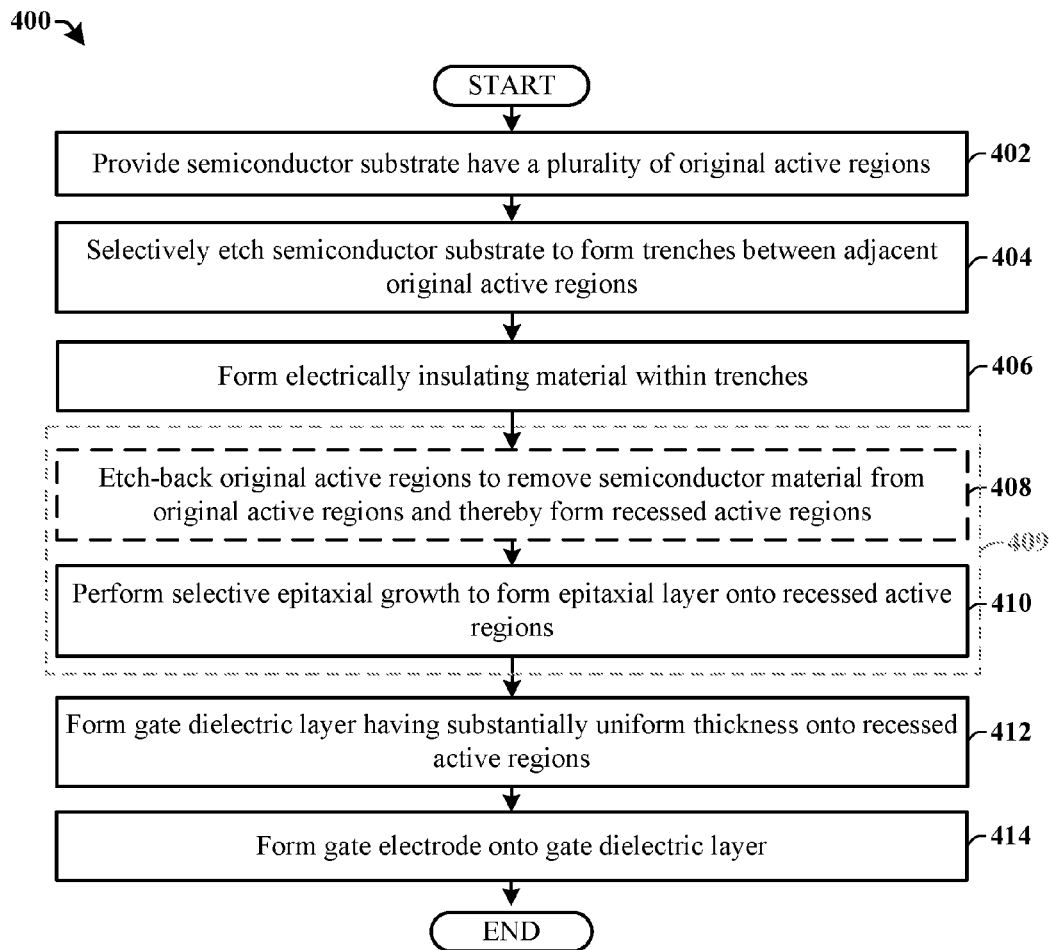 400
START
Provide semiconductor substrate have a plurality of original active regions
402
Selectively etch semiconductor substrate to form trenches between adjacent
original active regions
404
Form electrically insulating material within trenches
406
Etch-back original active regions to remove semiconductor material from
original active regions and thereby form recessed active regions
408
409
Perform selective epitaxial growth to form epitaxial layer onto recessed active
regions
410
Form gate dielectric layer having substantially uniform thickness onto recessed
active regions
412
Form gate electrode onto gate dielectric layer
414
END